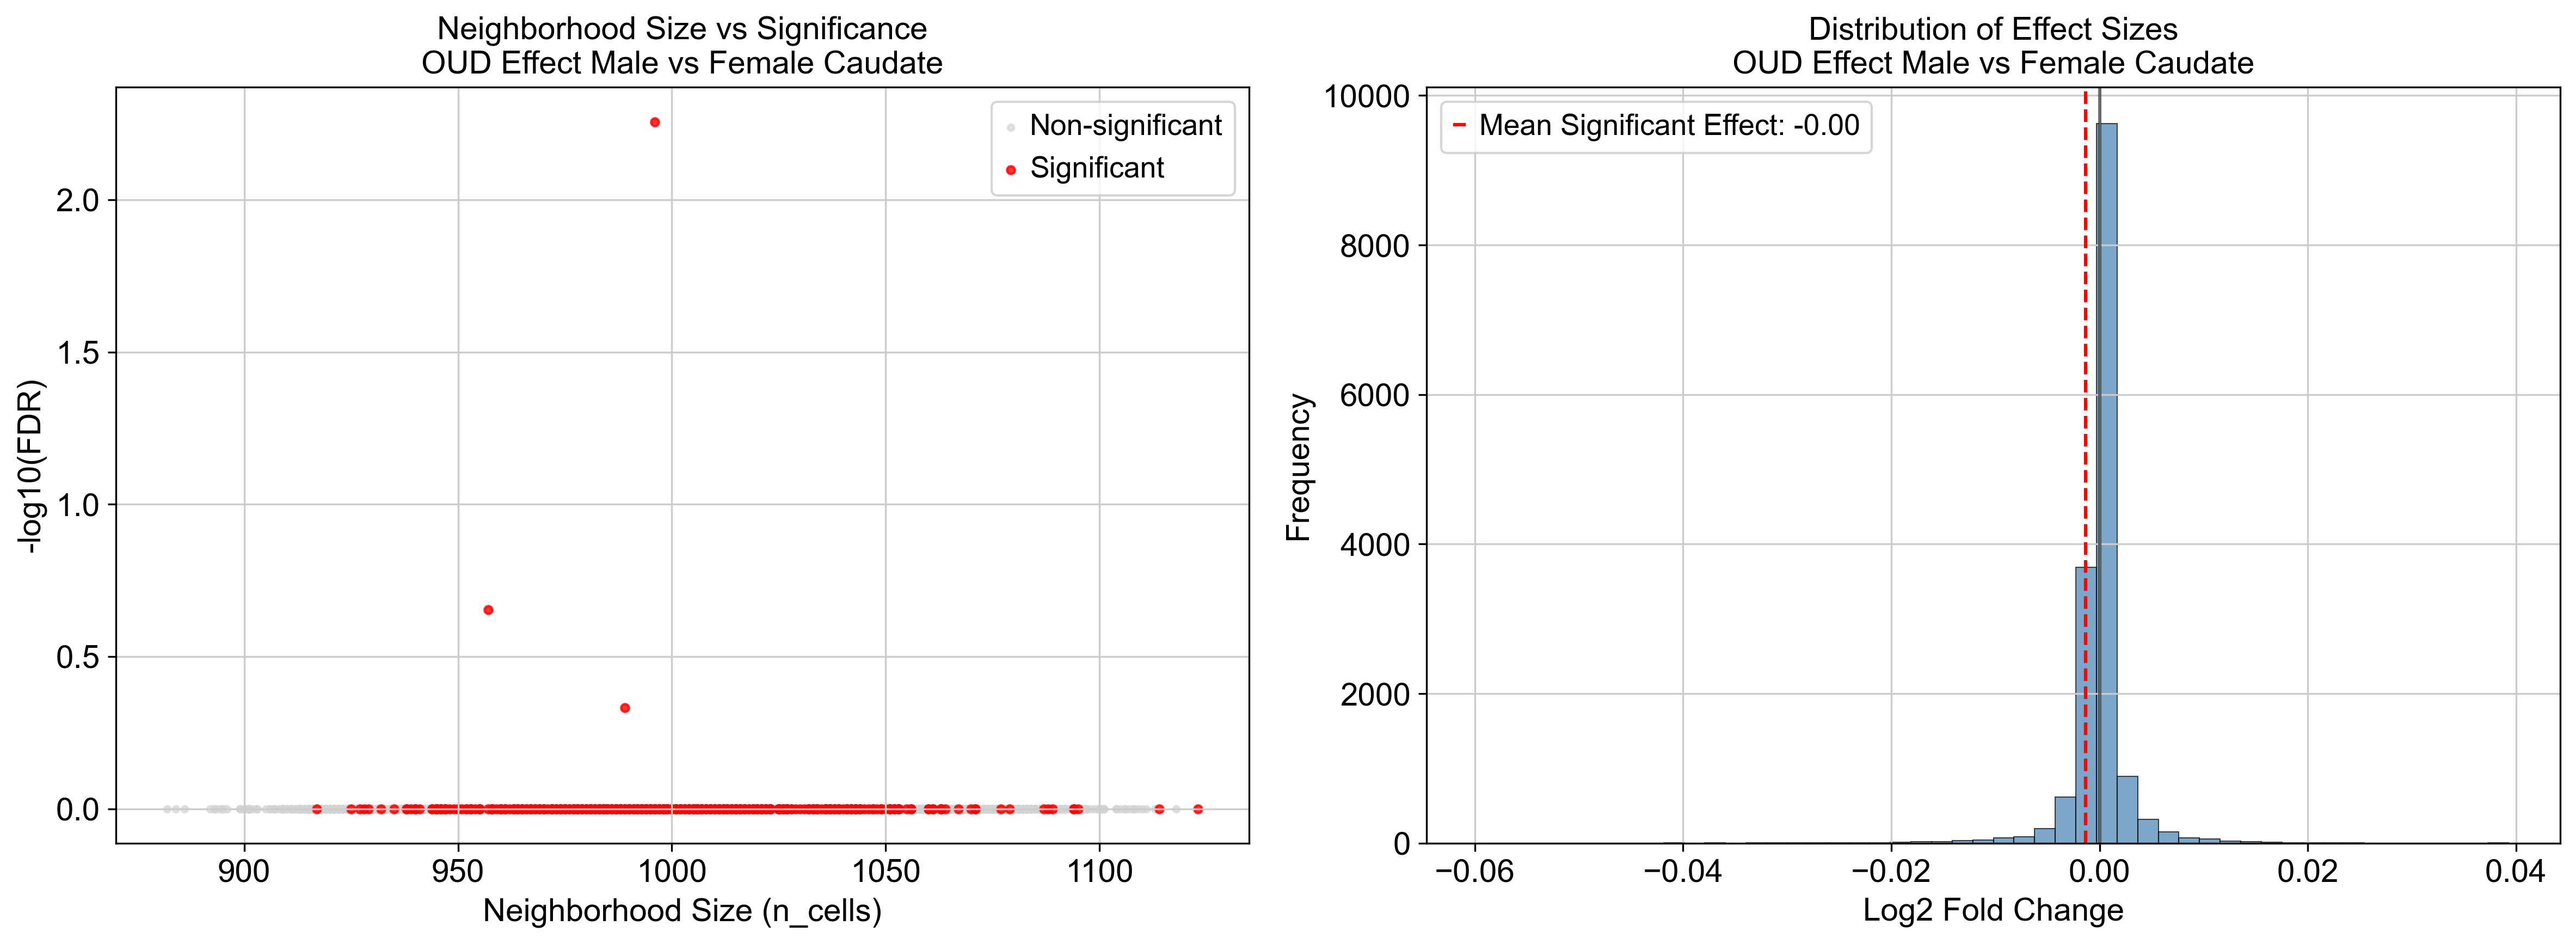 Neighborhood Size vs Significance
OUD Effect Male vs Female Caudate
Non-significant
Significant
2.0
1.5
1.0
0.5
0.0
-log10(FDR)
900
950
1000
1050
1100
Neighborhood Size (n_cells)
Distribution of Effect Sizes
OUD Effect Male vs Female Caudate
Mean Significant Effect: -0.00
10000
8000
6000
4000
2000
0
Frequency
−0.06
−0.04
−0.02
0.00
0.02
0.04
Log2 Fold Change